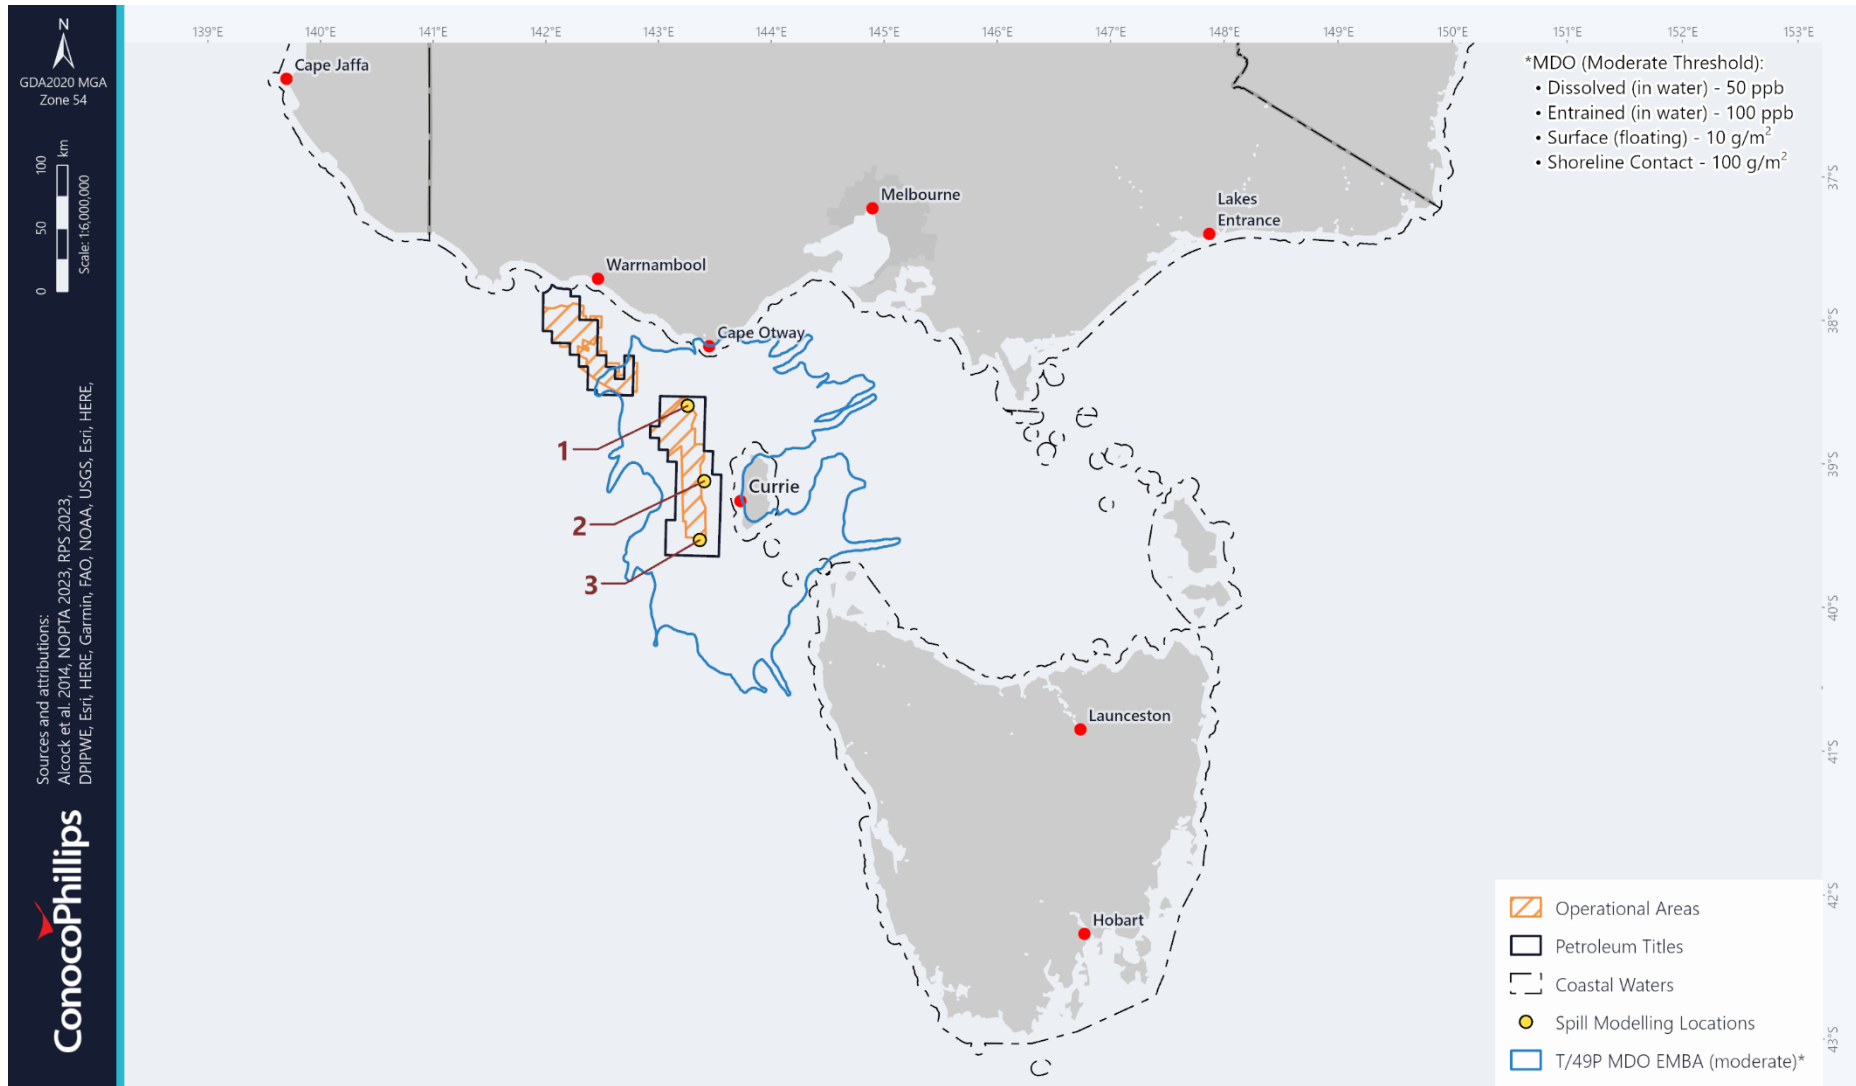 139°E
140°E
141°E
142°E
143°E
144°E
145°E
146°E
147°E
148°E
149°E
150°E
151°E
152°E
153°E
N
GDA2020 MGA
Zone 54
0
50
100
km
Scale: 1:6,000,000
Sources and attributions:
Alcock et al. 2014, NOPTA 2023, RPS 2023,
DPIPWE, Esri, HERE, Garmin, FAO, NOAA, USGS, Esri, HERE,
ConocoPhillips
*MDO (Moderate Threshold):
• Dissolved (in water) - 50 ppb
• Entrained (in water) - 100 ppb
• Surface (floating) - 10 g/m²
• Shoreline Contact - 100 g/m²
Cape Jaffa
Melbourne
Lakes
Entrance
Warrnambool
Cape Otway
1
2
3
Currie
Launceston
Hobart
37°S
38°S
39°S
40°S
41°S
42°S
43°S
Operational Areas
Petroleum Titles
Coastal Waters
Spill Modelling Locations
T/49P MDO EMBA (moderate)*